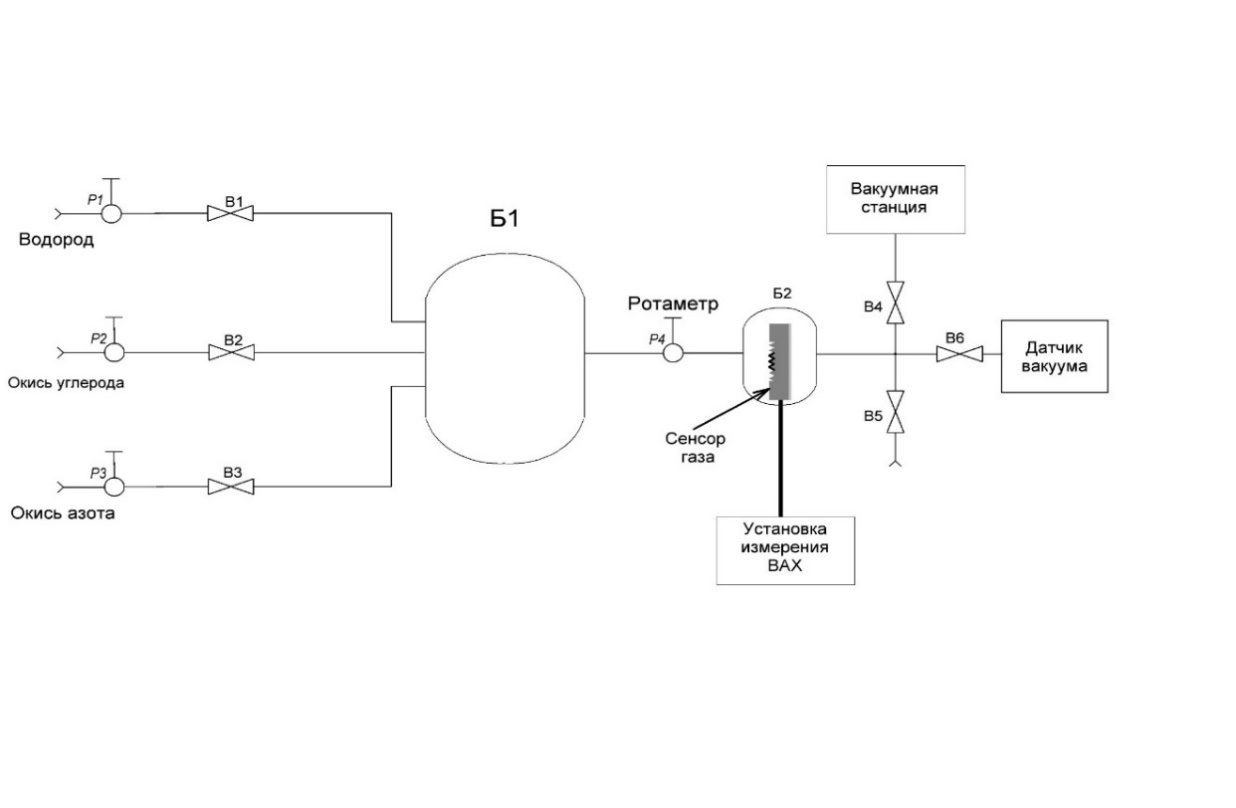 Р1
В1
Водород
Б1
Вакуумная
станция
Р2
В2
Окись углерода
Ротаметр
Р4
Б2
В4
В6
Датчик
вакуума
В5
Сенсор
газа
Р3
В3
Окись азота
Установка
измерения
ВАХ